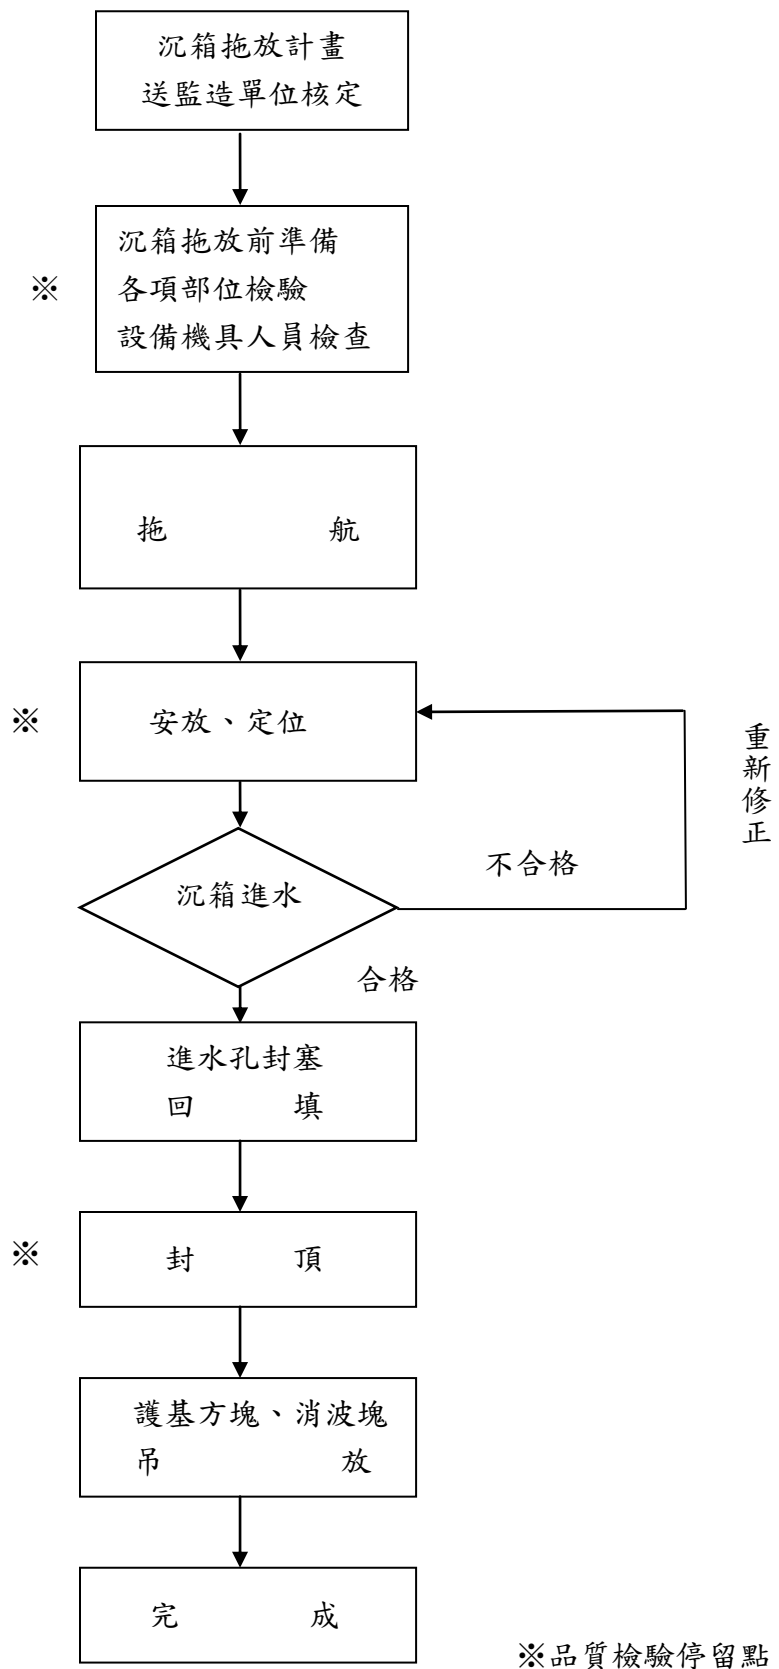 沉箱拖放計畫
送監造單位核定
沉箱拖放前準備
※ 各項部位檢驗
設備機具人員檢查
拖 航
※ 安放、定位
重新修正
沉箱進水
不合格
合格
進水孔封塞
回 填
※ 封 頂
護基方塊、消波塊
吊 放
完 成
※品質檢驗停留點